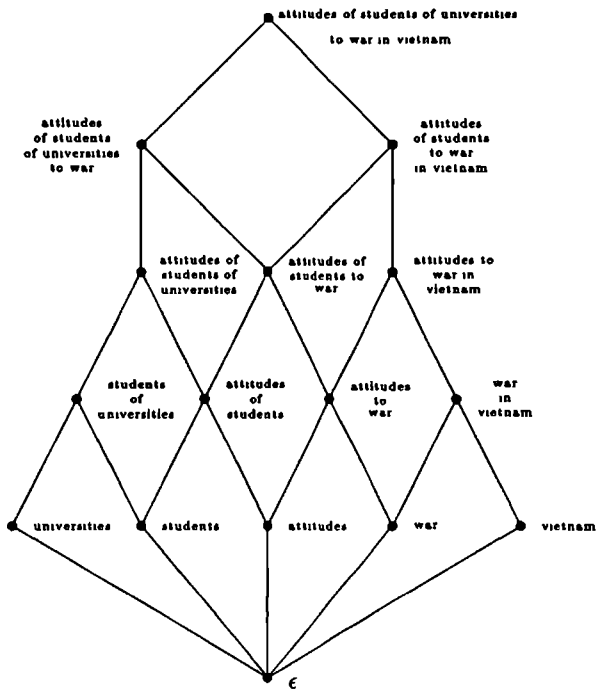 attitudes of students of universities
to war in vietnam
attitudes
of students
of universities
to war
attitudes
of students
to war
in vietnam
attitudes of
students of
universities
attitudes of
students to
war
attitudes to
war in
vietnam
students
of
universities
attitudes
of
students
attitudes
to
war
war
in
vietnam
universities
students
attitudes
war
vietnam
ϵ